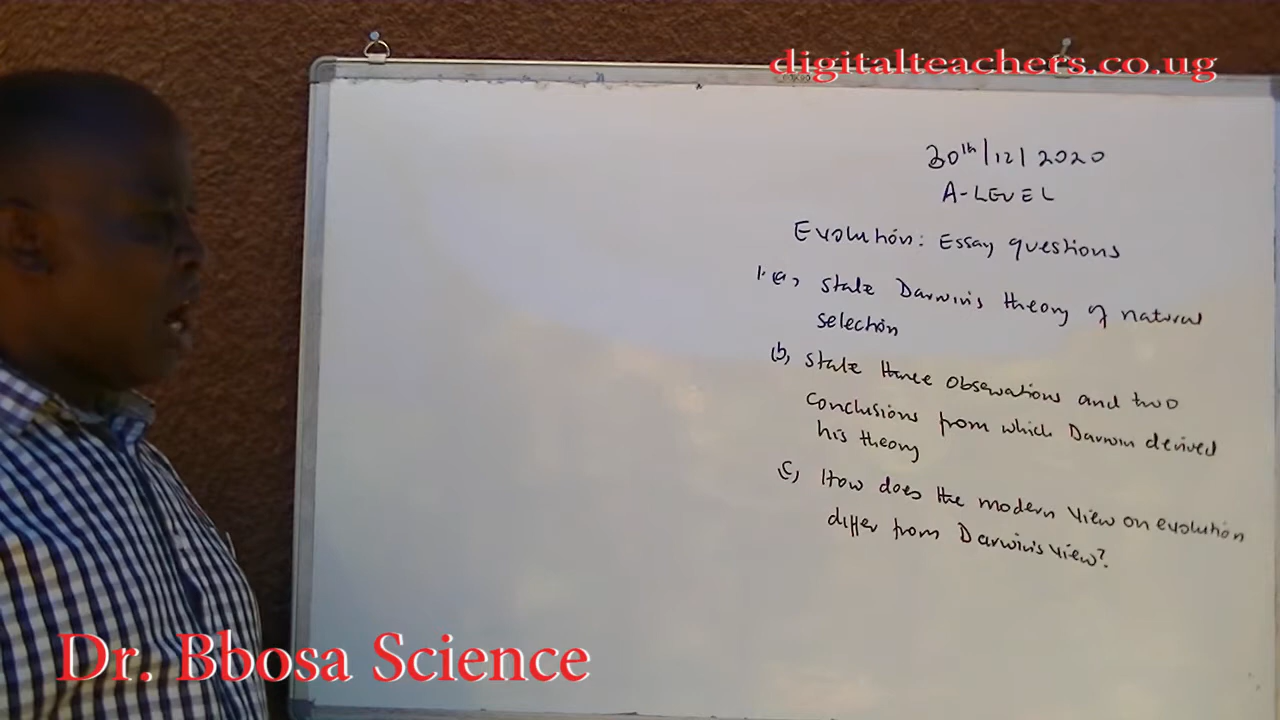 digitalteachers.co.ug
30th/12/2020
A-LEVEL
Evolution: Essay questions
1. (a, State Darwin's theory of natural
selection
(b, State three observations and two
conclusions from which Darwin derived
his theory
(c, How does the modern view on evolution
differ from Darwin's view?
Dr. Bbosa Science